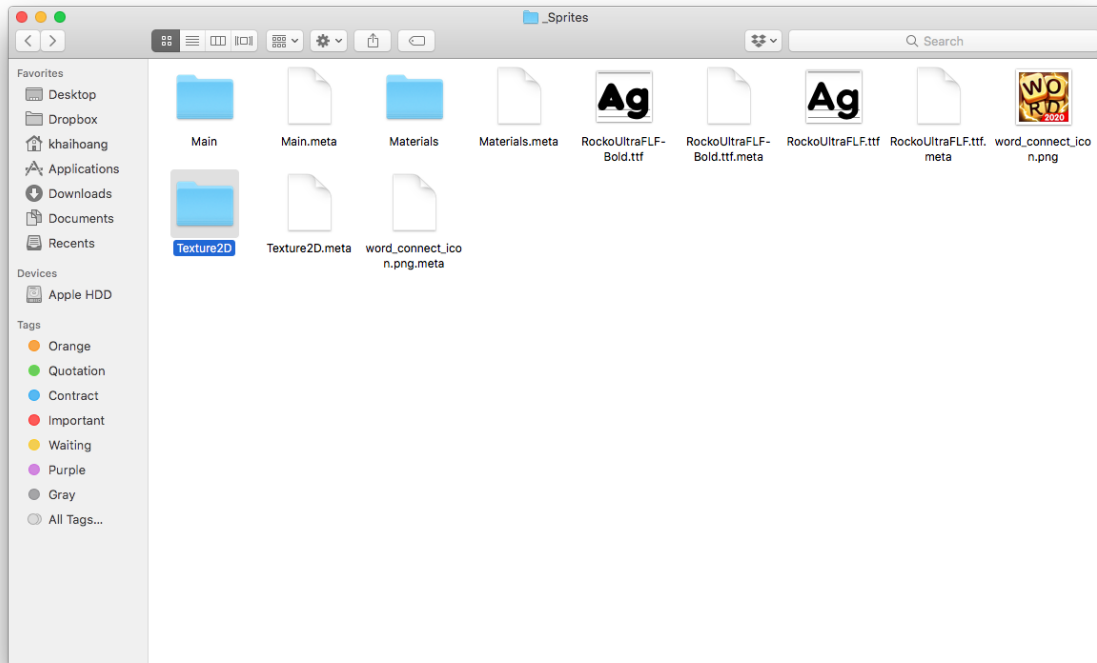 _Sprites
Search
Favorites
Desktop
Dropbox
khaihoang
Applications
Downloads
Documents
Recents
Devices
Apple HDD
Tags
Orange
Quotation
Contract
Important
Waiting
Purple
Gray
All Tags...
Ag
Ag
WO
RD
2020
Main
Main.meta
Materials
Materials.meta
RockoUltraFLF-
Bold.ttf
RockoUltraFLF-
Bold.ttf.meta
RockoUltraFLF.ttf
RockoUltraFLF.ttf.
meta
word_connect_ico
n.png
Texture2D
Texture2D.meta
word_connect_ico
n.png.meta